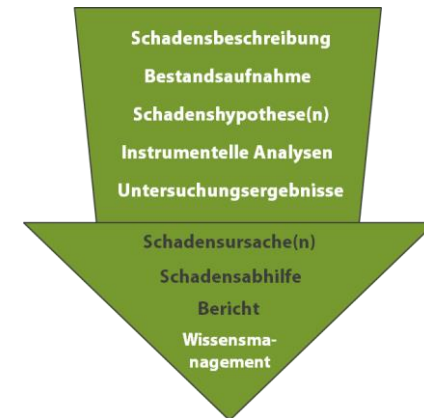 Schadensbeschreibung
Bestandsaufnahme
Schadenshypothese(n)
Instrumentelle Analysen
Untersuchungsergebnisse
Schadensursache(n)
Schadensabhilfe
Bericht
Wissensma-
nagement